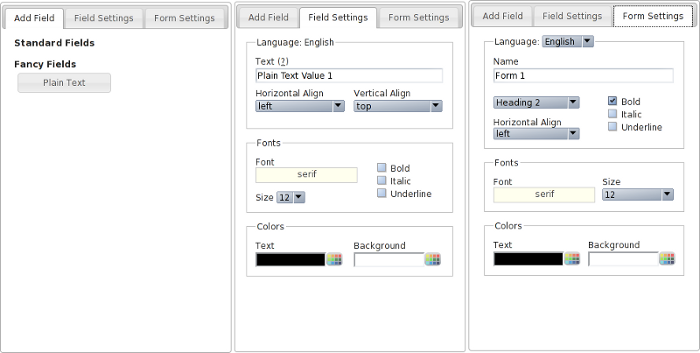 Add Field Field Settings Form Settings
Standard Fields
Fancy Fields
Plain Text
Add Field Field Settings Form Settings
Language: English
Text (?)
Plain Text Value 1
Horizontal Align Vertical Align
left top
Fonts
Font
serif
Bold
Italic
Underline
Size 12
Colors
Text Background
Add Field Field Settings Form Settings
Language: English
Name
Form 1
Heading 2
Bold
Italic
Underline
Horizontal Align
left
Fonts
Font Size
serif 12
Colors
Text Background